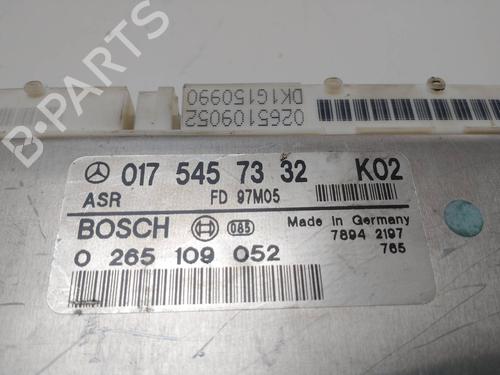 0265109052
DK1G150990
017 545 73 32 K02
ASR FD 97M05
BOSCH 085 Made in Germany
7894 2197
0 265 109 052 765
B-PARTS